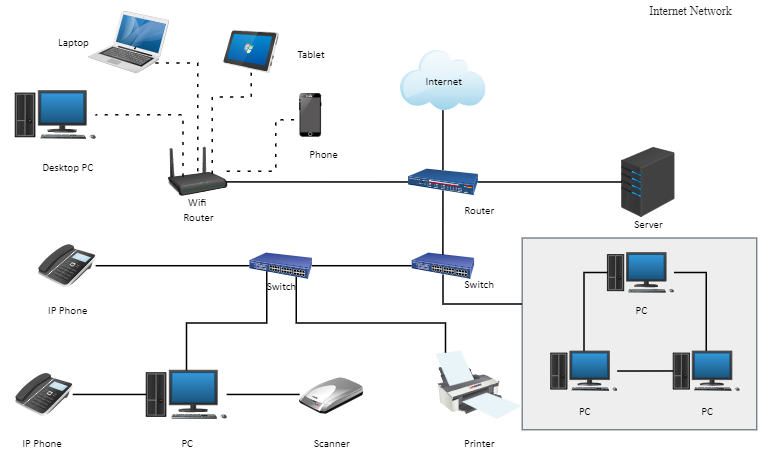 Internet Network
Laptop
Tablet
Internet
Desktop PC
Phone
Wifi
Router
Router
Server
Switch
Switch
IP Phone
PC
PC
PC
IP Phone
PC
Scanner
Printer